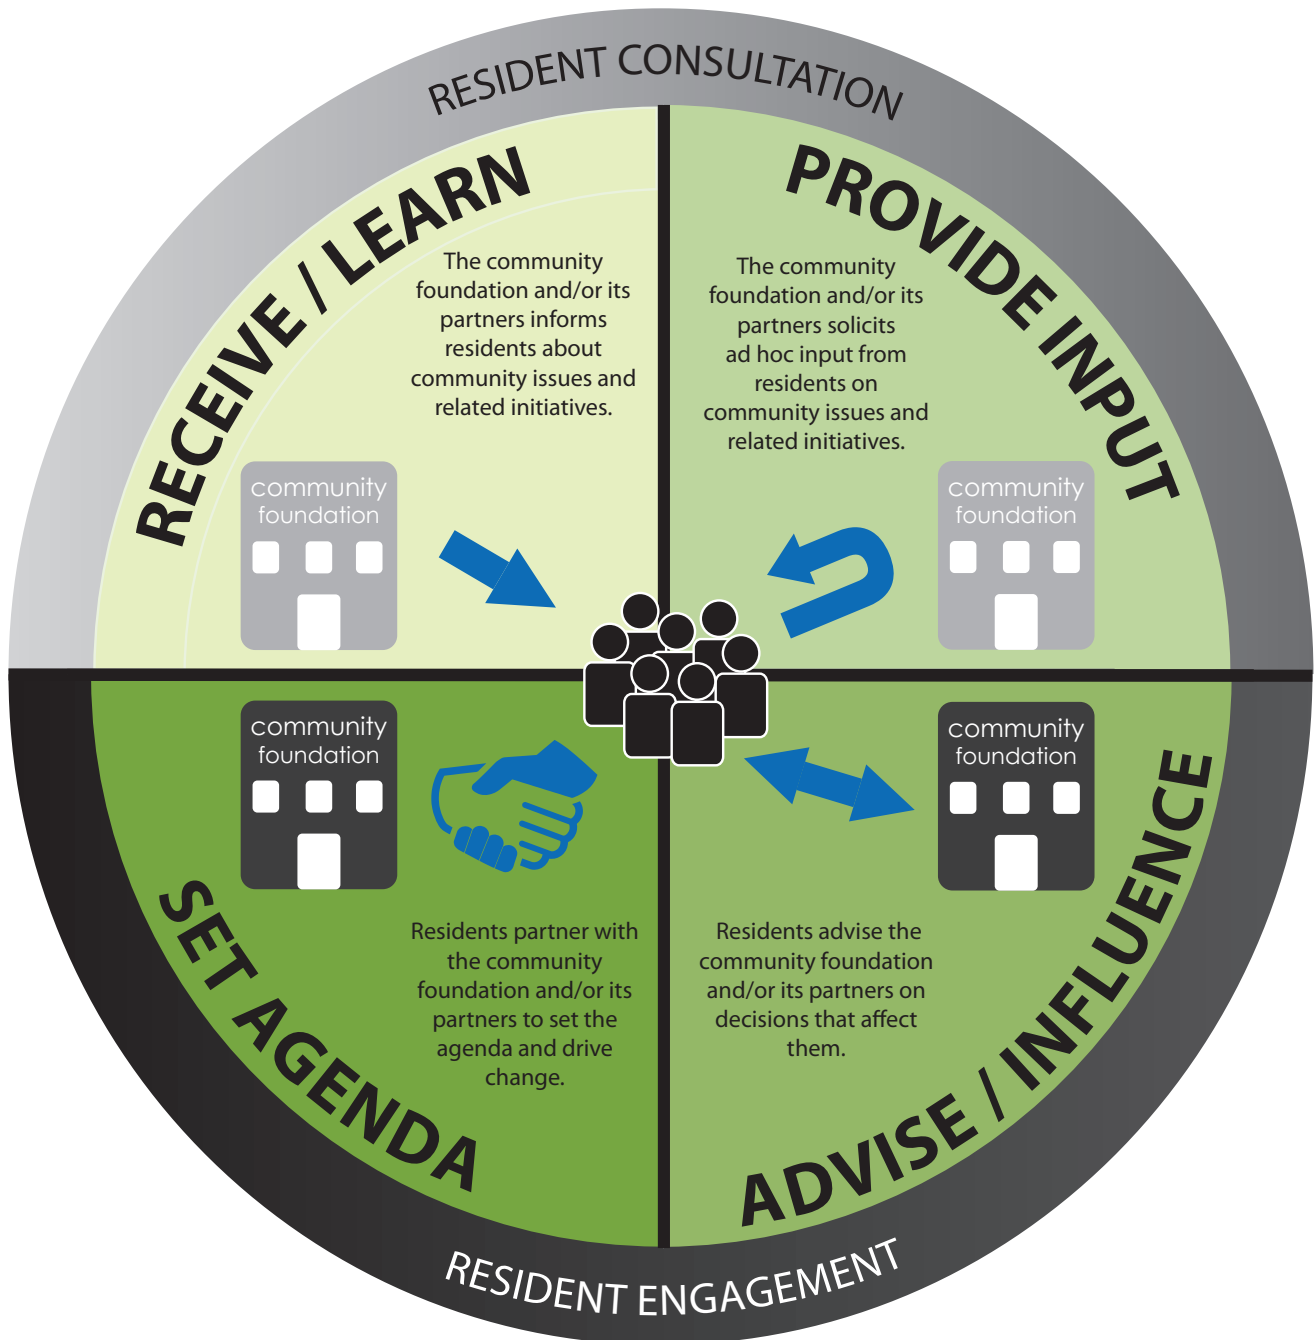 RESIDENT CONSULTATION
RECEIVE / LEARN
The community
foundation and/or its
partners informs
residents about
community issues and
related initiatives.
community
foundation
PROVIDE INPUT
The community
foundation and/or its
partners solicits
ad hoc input from
residents on
community issues and
related initiatives.
community
foundation
community
foundation
Residents partner with
the community
foundation and/or its
partners to set the
agenda and drive
change.
SET AGENDA
community
foundation
Residents advise the
community foundation
and/or its partners on
decisions that affect
them.
ADVISE / INFLUENCE
RESIDENT ENGAGEMENT